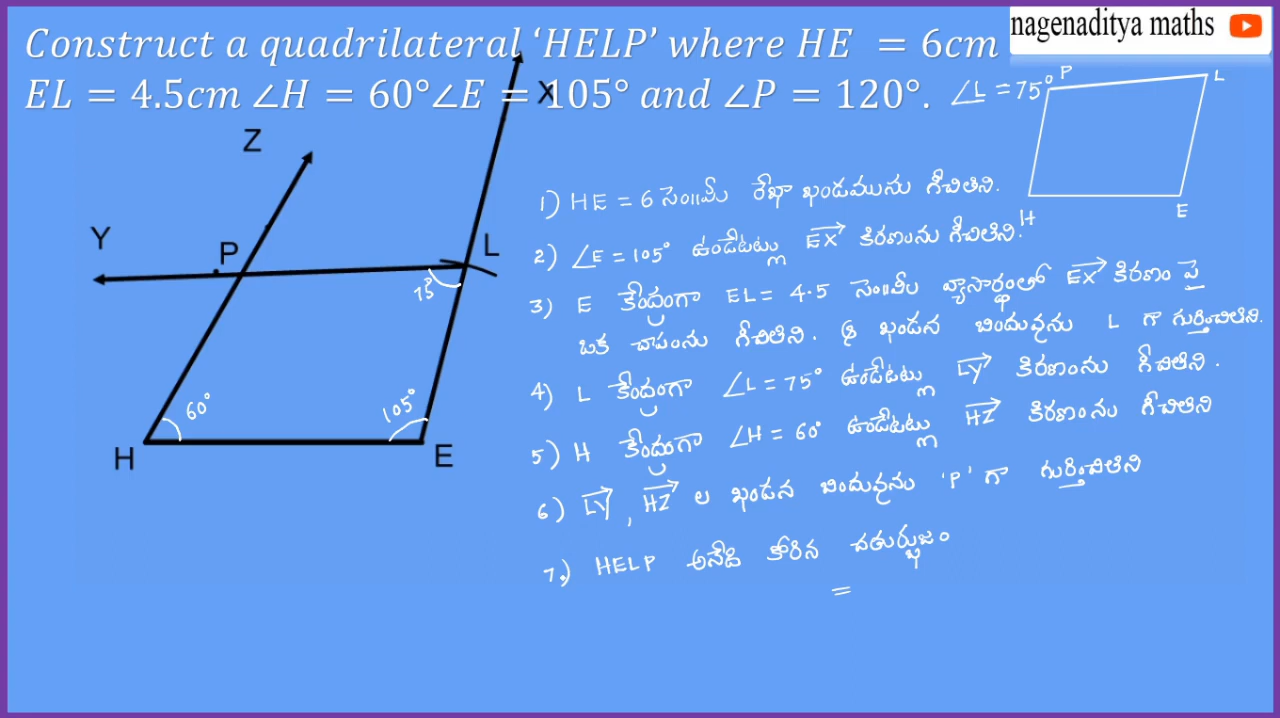 nagenaditya maths
Construct a quadrilateral 'HELP' where HE = 6cm
EL = 4.5cm ∠H = 60°∠E = 105° and ∠P = 120°. ∠L = 75°
P
L
H
E
X
Z
Y
P
L
75°
60°
105°
H
E
1) HE = 6 సెం॥మీ రేఖా ఖండమును గీచితిని.
2) ∠E = 105° ఉండేటట్లు EX కిరణంను గీచితిని.
3) E కేంద్రంగా EL = 4.5 సెం॥మీల వ్యాసార్థంతో EX కిరణం పై
ఒక చాపంను గీచితిని. ఆ ఖండన బిందువును L గా గుర్తించితిని.
4) L కేంద్రంగా ∠L = 75° ఉండేటట్లు LY కిరణంను గీచితిని.
5) H కేంద్రంగా ∠H = 60° ఉండేటట్లు HZ కిరణంను గీచితిని
6) LY, HZ ల ఖండన బిందువును 'P' గా గుర్తించితిని
7) HELP అనేది కోరిన చతుర్భుజం
=